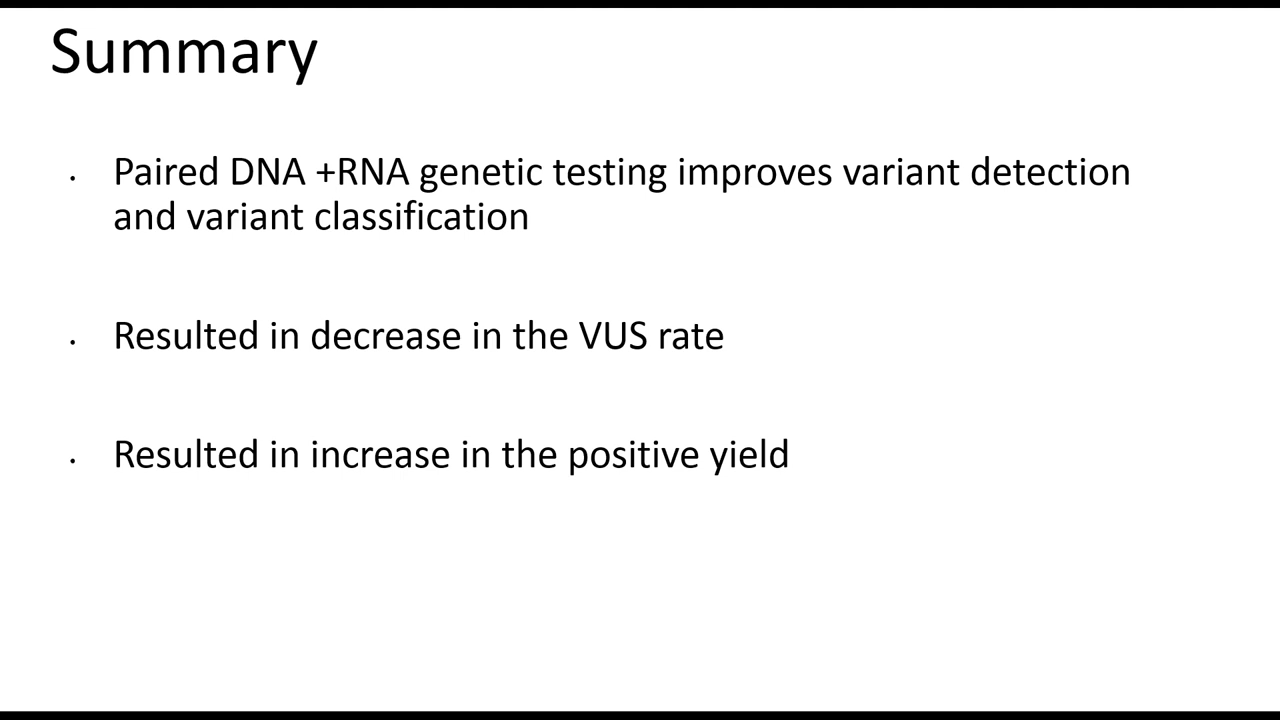 Summary
• Paired DNA +RNA genetic testing improves variant detection
and variant classification
• Resulted in decrease in the VUS rate
• Resulted in increase in the positive yield